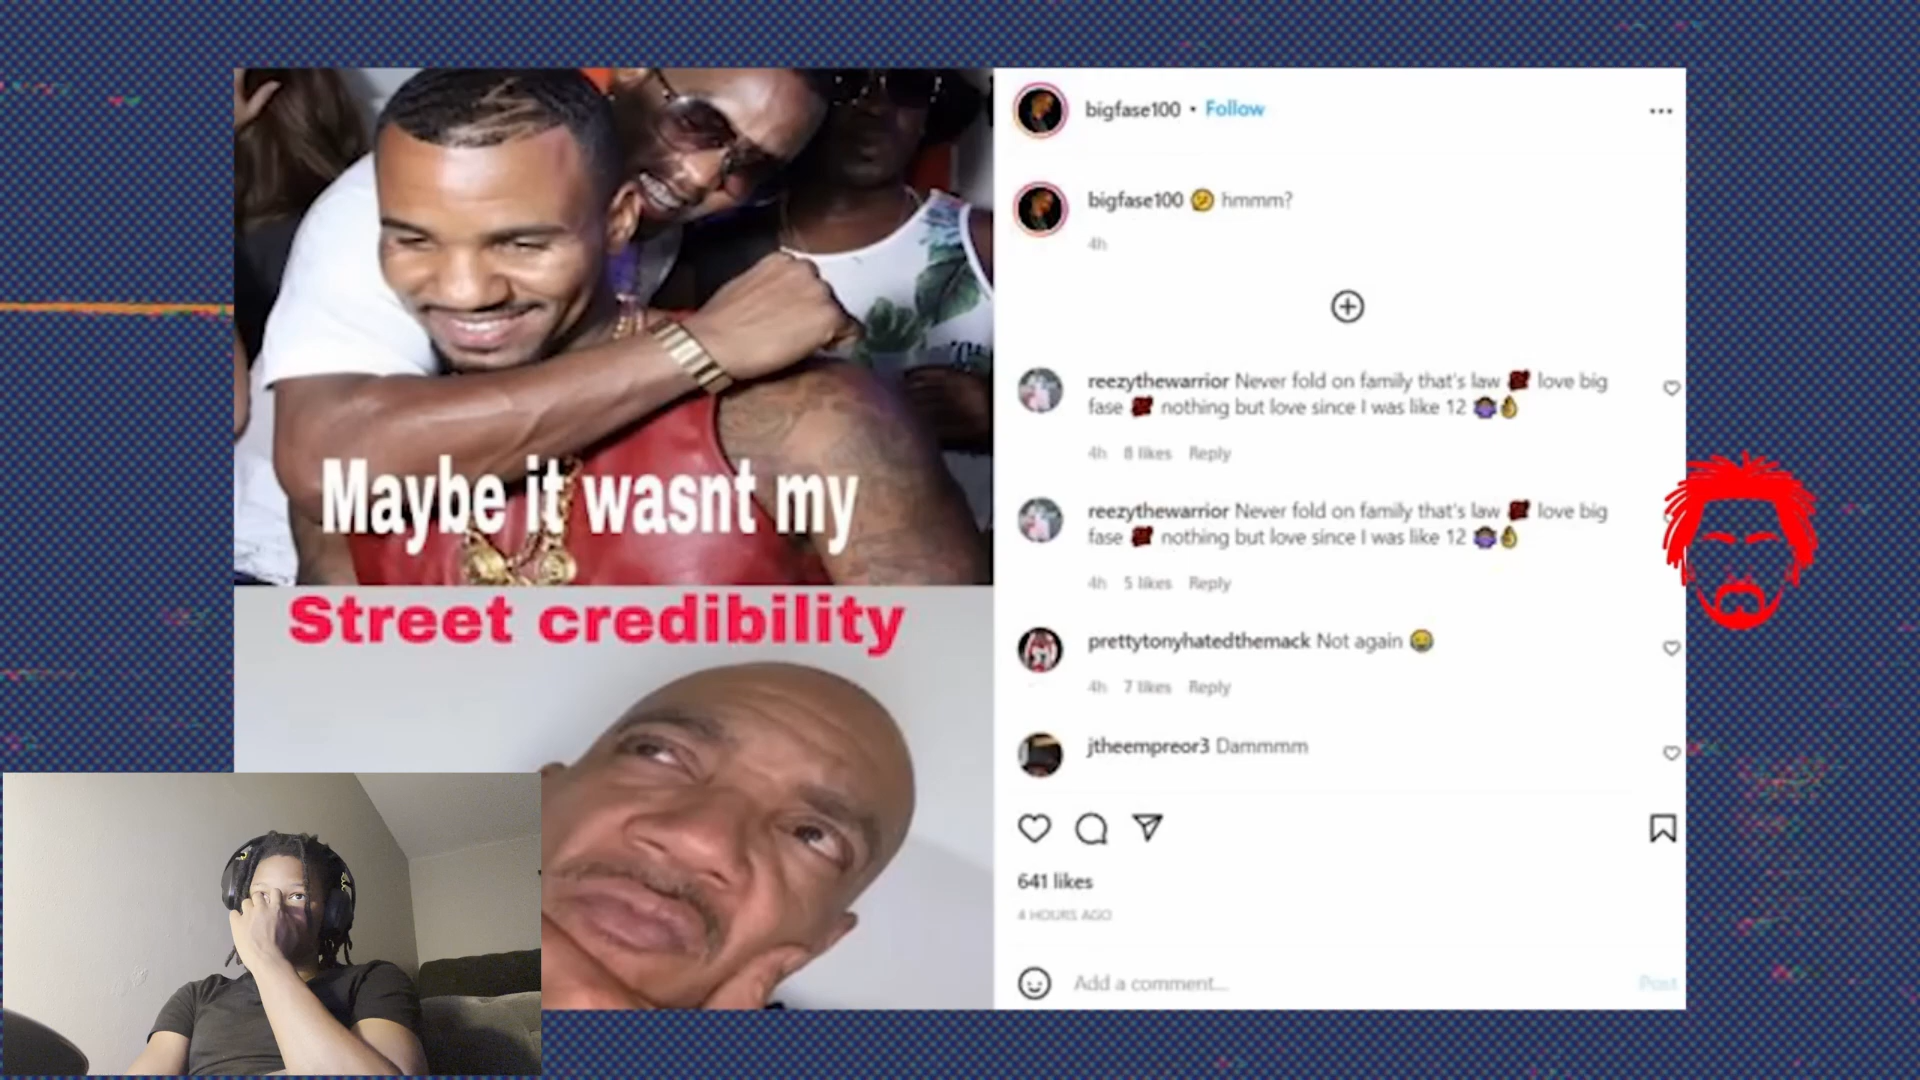 Maybe it wasnt my
Street credibility
bigfase100 • Follow
bigfase100 🤔 hmmm?
4h
reezythewarrior Never fold on family that's law 💯 love big
fase 💯 nothing but love since I was like 12 🤷🏿‍♂️👌🏿
4h 8 likes Reply
reezythewarrior Never fold on family that's law 💯 love big
fase 💯 nothing but love since I was like 12 🤷🏿‍♂️👌🏿
4h 5 likes Reply
prettytonyhatedthemack Not again 😂
4h 7 likes Reply
jtheempreor3 Dammmm
641 likes
4 HOURS AGO
Add a comment...
Post